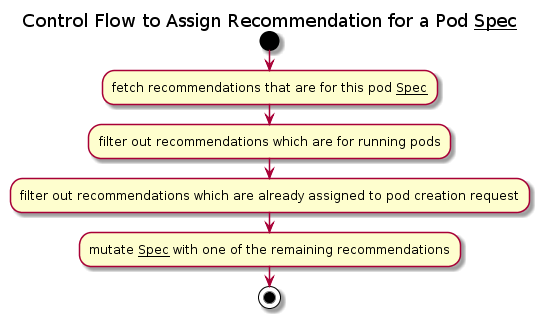 Control Flow to Assign Recommendation for a Pod Spec
fetch recommendations that are for this pod Spec
filter out recommendations which are for running pods
filter out recommendations which are already assigned to pod creation request
mutate Spec with one of the remaining recommendations